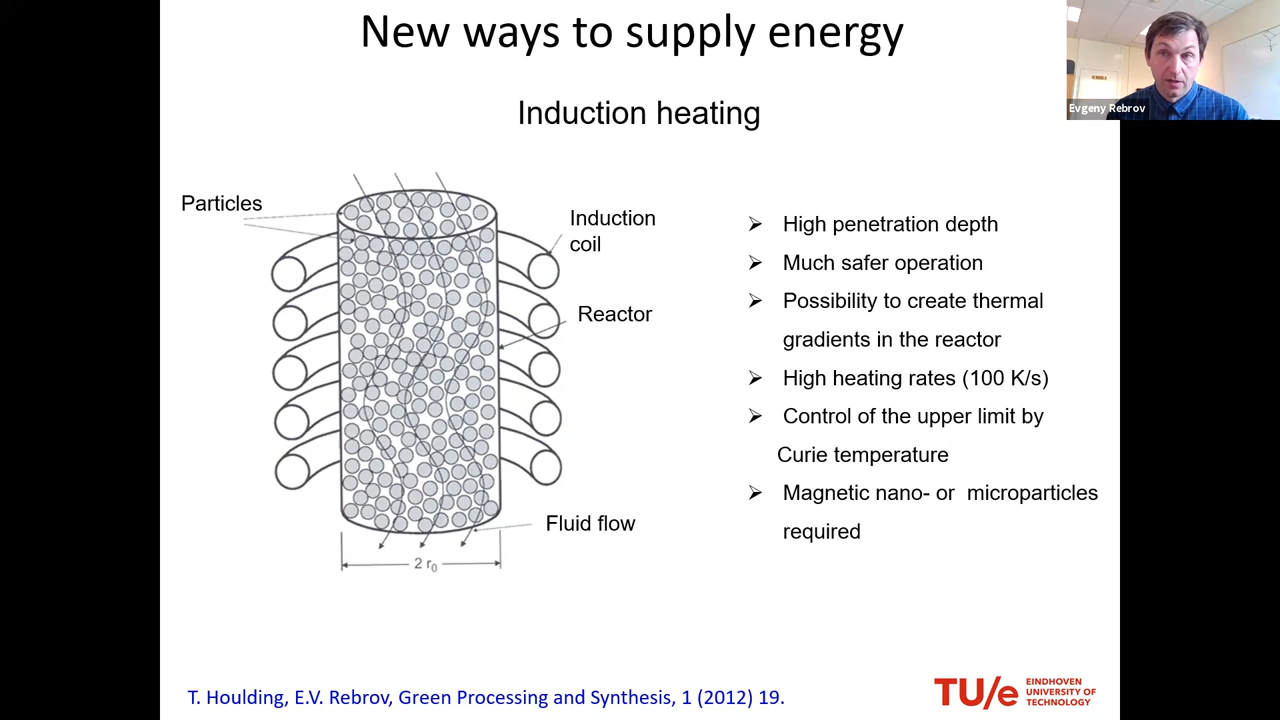 New ways to supply energy
Evgeny Rebrov
Induction heating
Particles
Induction
coil
Reactor
Fluid flow
2 r₀
➢ High penetration depth
➢ Much safer operation
➢ Possibility to create thermal
gradients in the reactor
➢ High heating rates (100 K/s)
➢ Control of the upper limit by
Curie temperature
➢ Magnetic nano- or microparticles
required
T. Houlding, E.V. Rebrov, Green Processing and Synthesis, 1 (2012) 19.
TU/e
EINDHOVEN
UNIVERSITY OF
TECHNOLOGY